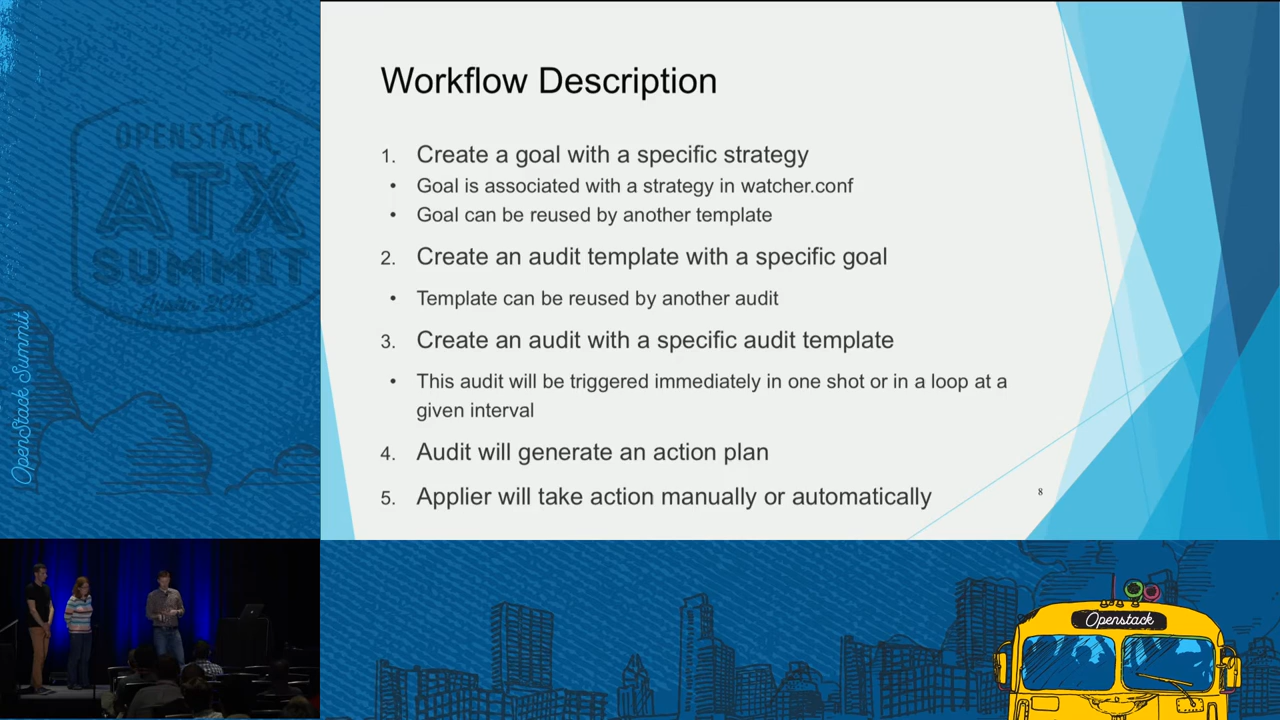 OPENSTACK
ATX
SUMMIT
Austin 2016
OpenStack Summit
Workflow Description
1. Create a goal with a specific strategy
• Goal is associated with a strategy in watcher.conf
• Goal can be reused by another template
2. Create an audit template with a specific goal
• Template can be reused by another audit
3. Create an audit with a specific audit template
• This audit will be triggered immediately in one shot or in a loop at a
given interval
4. Audit will generate an action plan
5. Applier will take action manually or automatically
8
Openstack